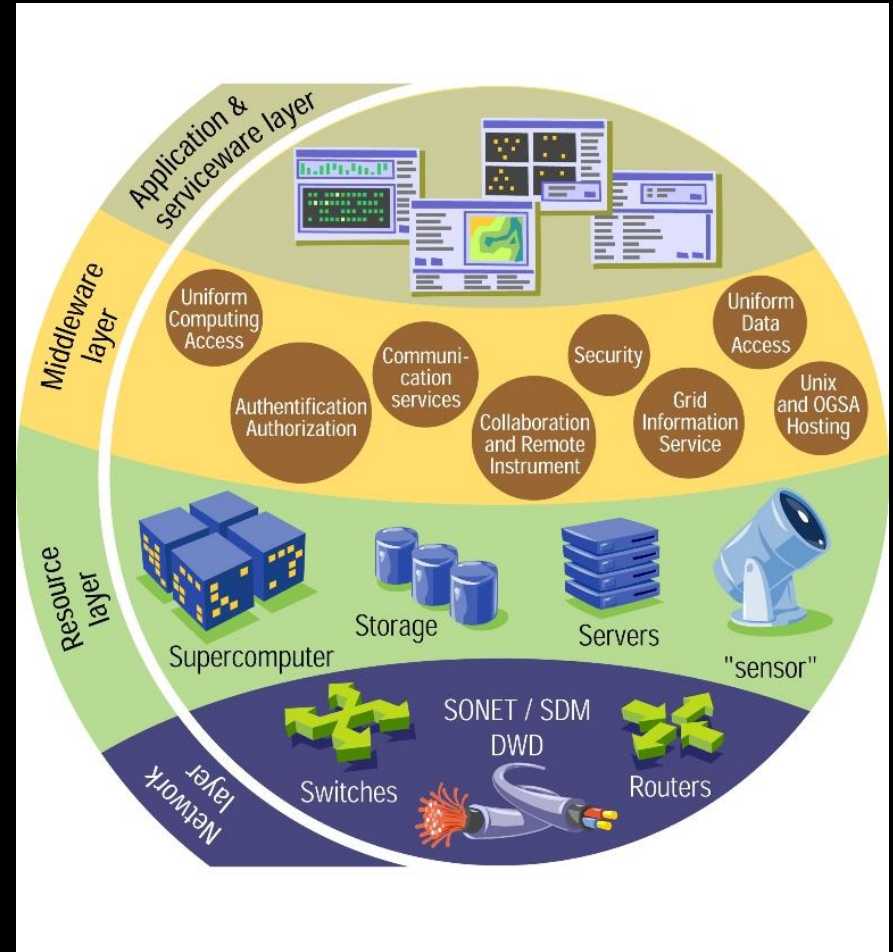 Application &
serviceware layer
Middleware
layer
Uniform
Computing
Access
Authentification
Authorization
Communi-
cation
services
Collaboration
and Remote
Instrument
Security
Grid
Information
Service
Uniform
Data
Access
Unix
and OGSA
Hosting
Resource
layer
Supercomputer
Storage
Servers
"sensor"
Network
layer
Switches
SONET / SDM
DWD
Routers